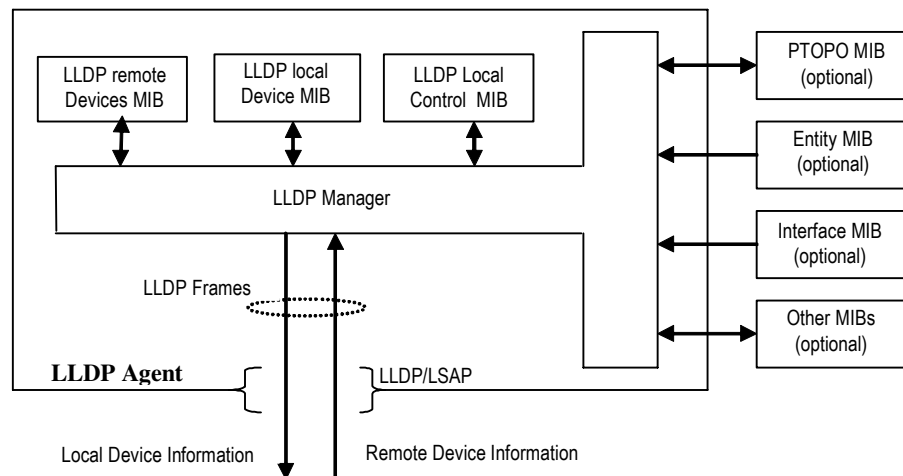 LLDP remote
Devices MIB
LLDP local
Device MIB
LLDP Local
Control MIB
PTOPO MIB
(optional)
Entity MIB
(optional)
LLDP Manager
Interface MIB
(optional)
LLDP Frames
Other MIBs
(optional)
LLDP Agent
LLDP/LSAP
Local Device Information
Remote Device Information